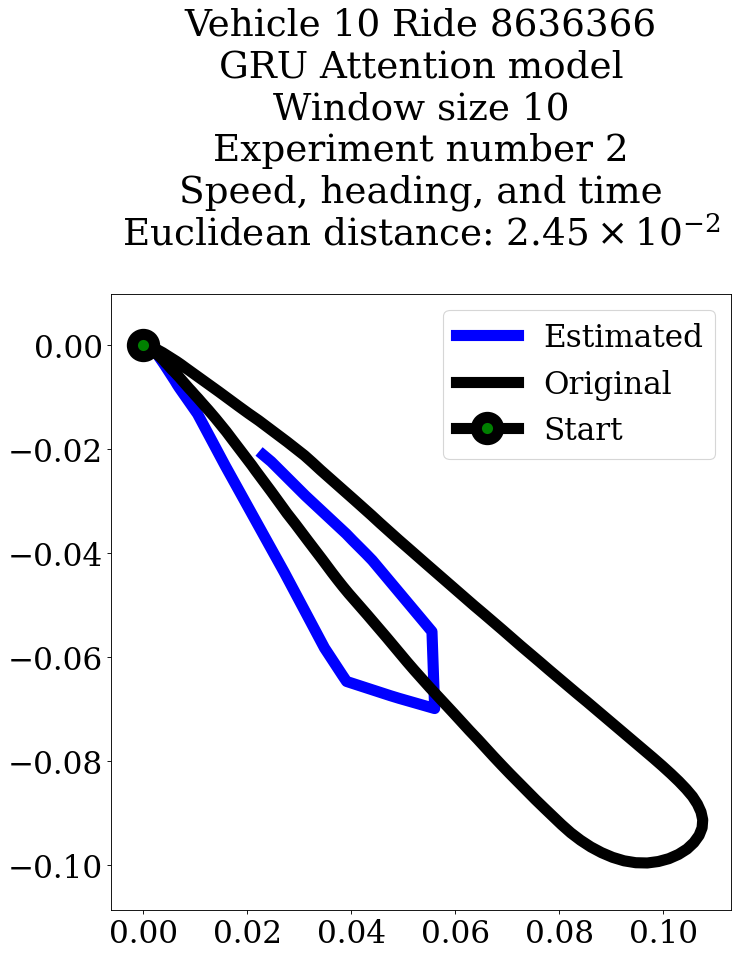 Vehicle 10 Ride 8636366
GRU Attention model
Window size 10
Experiment number 2
Speed, heading, and time
Euclidean distance: 2.45 × 10⁻²
Estimated
Original
Start
0.00
−0.02
−0.04
−0.06
−0.08
−0.10
0.00 0.02 0.04 0.06 0.08 0.10